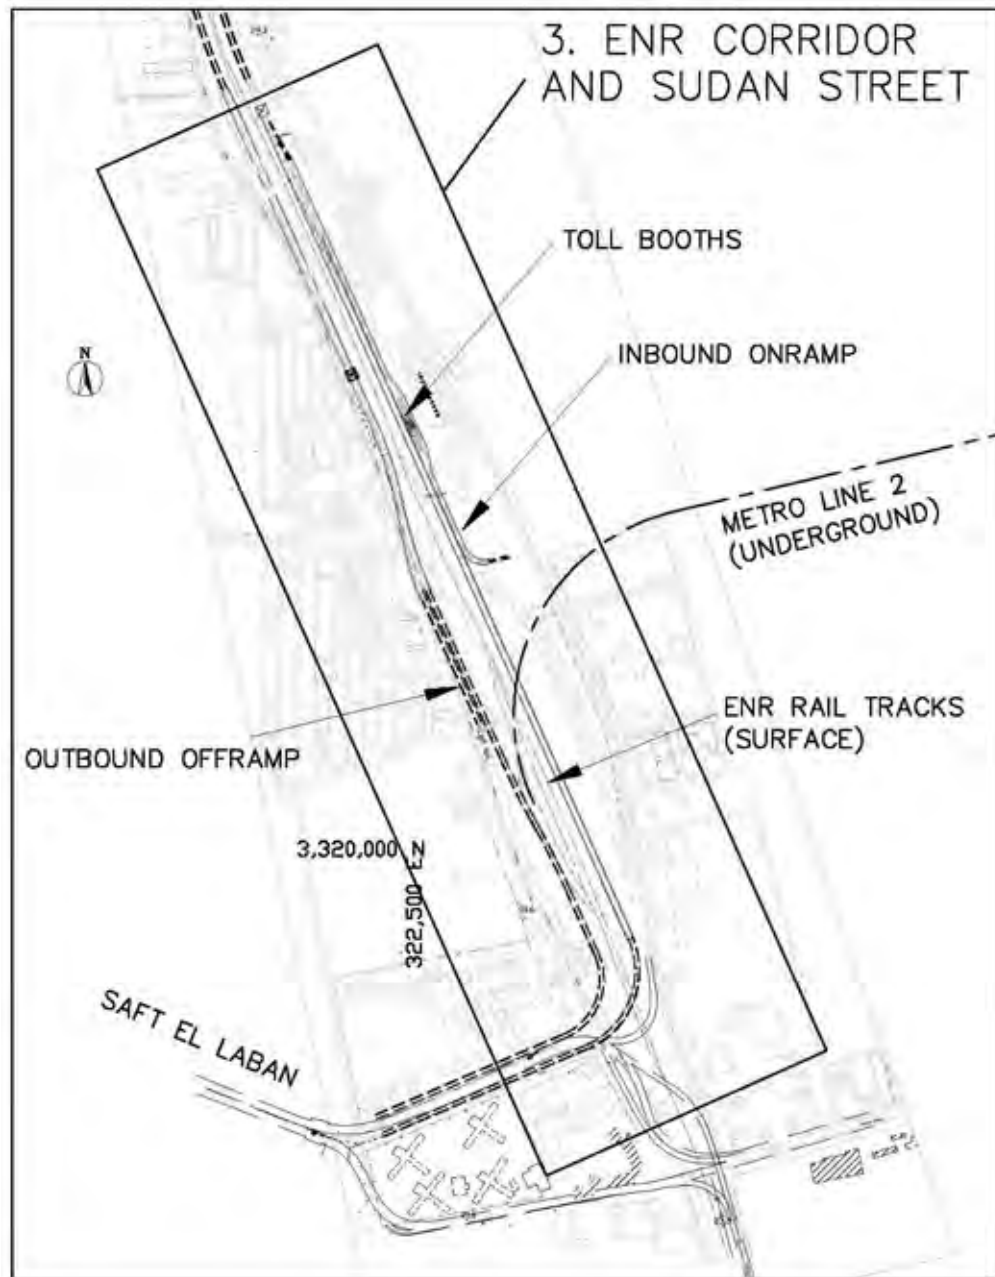 3. ENR CORRIDOR
AND SUDAN STREET
TOLL BOOTHS
N
INBOUND ONRAMP
METRO LINE 2
(UNDERGROUND)
ENR RAIL TRACKS
(SURFACE)
OUTBOUND OFFRAMP
3,320,000 N
322,500 E
SAFT EL LABAN